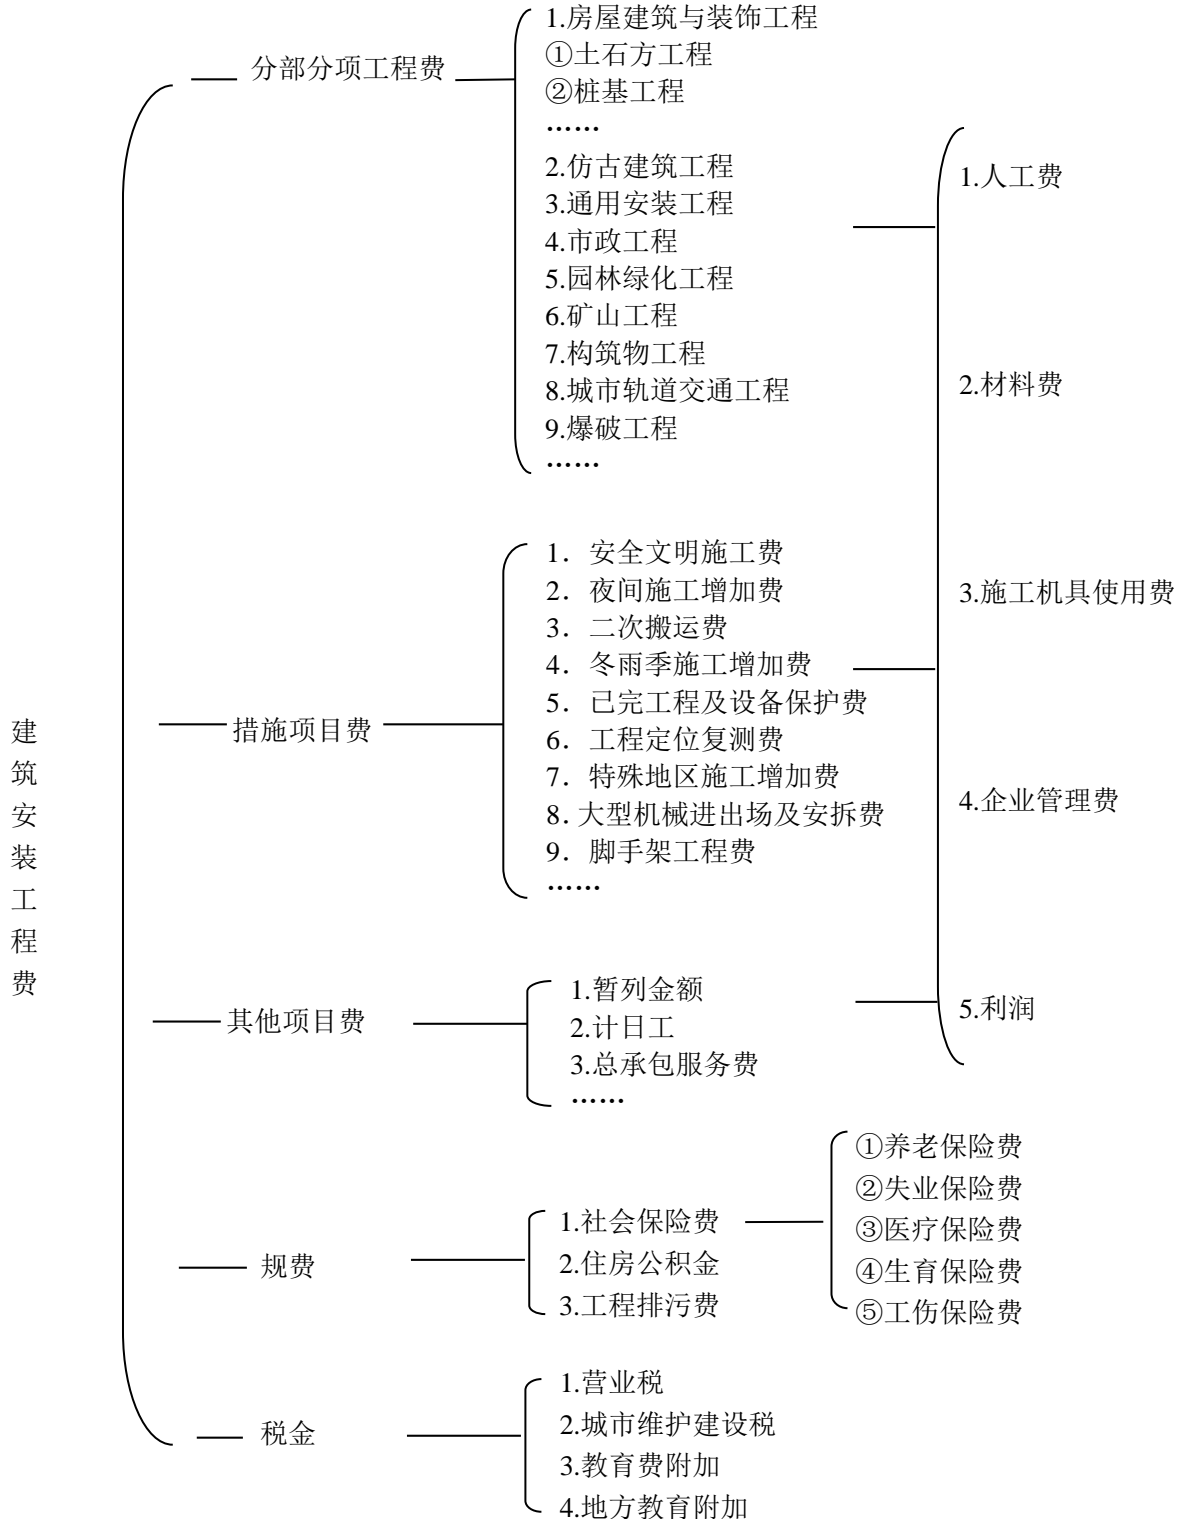 建筑安装工程费
分部分项工程费
1.房屋建筑与装饰工程
①土石方工程
②桩基工程
……
2.仿古建筑工程
3.通用安装工程
4.市政工程
5.园林绿化工程
6.矿山工程
7.构筑物工程
8.城市轨道交通工程
9.爆破工程
……
措施项目费
1. 安全文明施工费
2. 夜间施工增加费
3. 二次搬运费
4. 冬雨季施工增加费
5. 已完工程及设备保护费
6. 工程定位复测费
7. 特殊地区施工增加费
8. 大型机械进出场及安拆费
9. 脚手架工程费
……
其他项目费
1.暂列金额
2.计日工
3.总承包服务费
……
1.人工费
2.材料费
3.施工机具使用费
4.企业管理费
5.利润
规费
1.社会保险费
2.住房公积金
3.工程排污费
①养老保险费
②失业保险费
③医疗保险费
④生育保险费
⑤工伤保险费
税金
1.营业税
2.城市维护建设税
3.教育费附加
4.地方教育附加